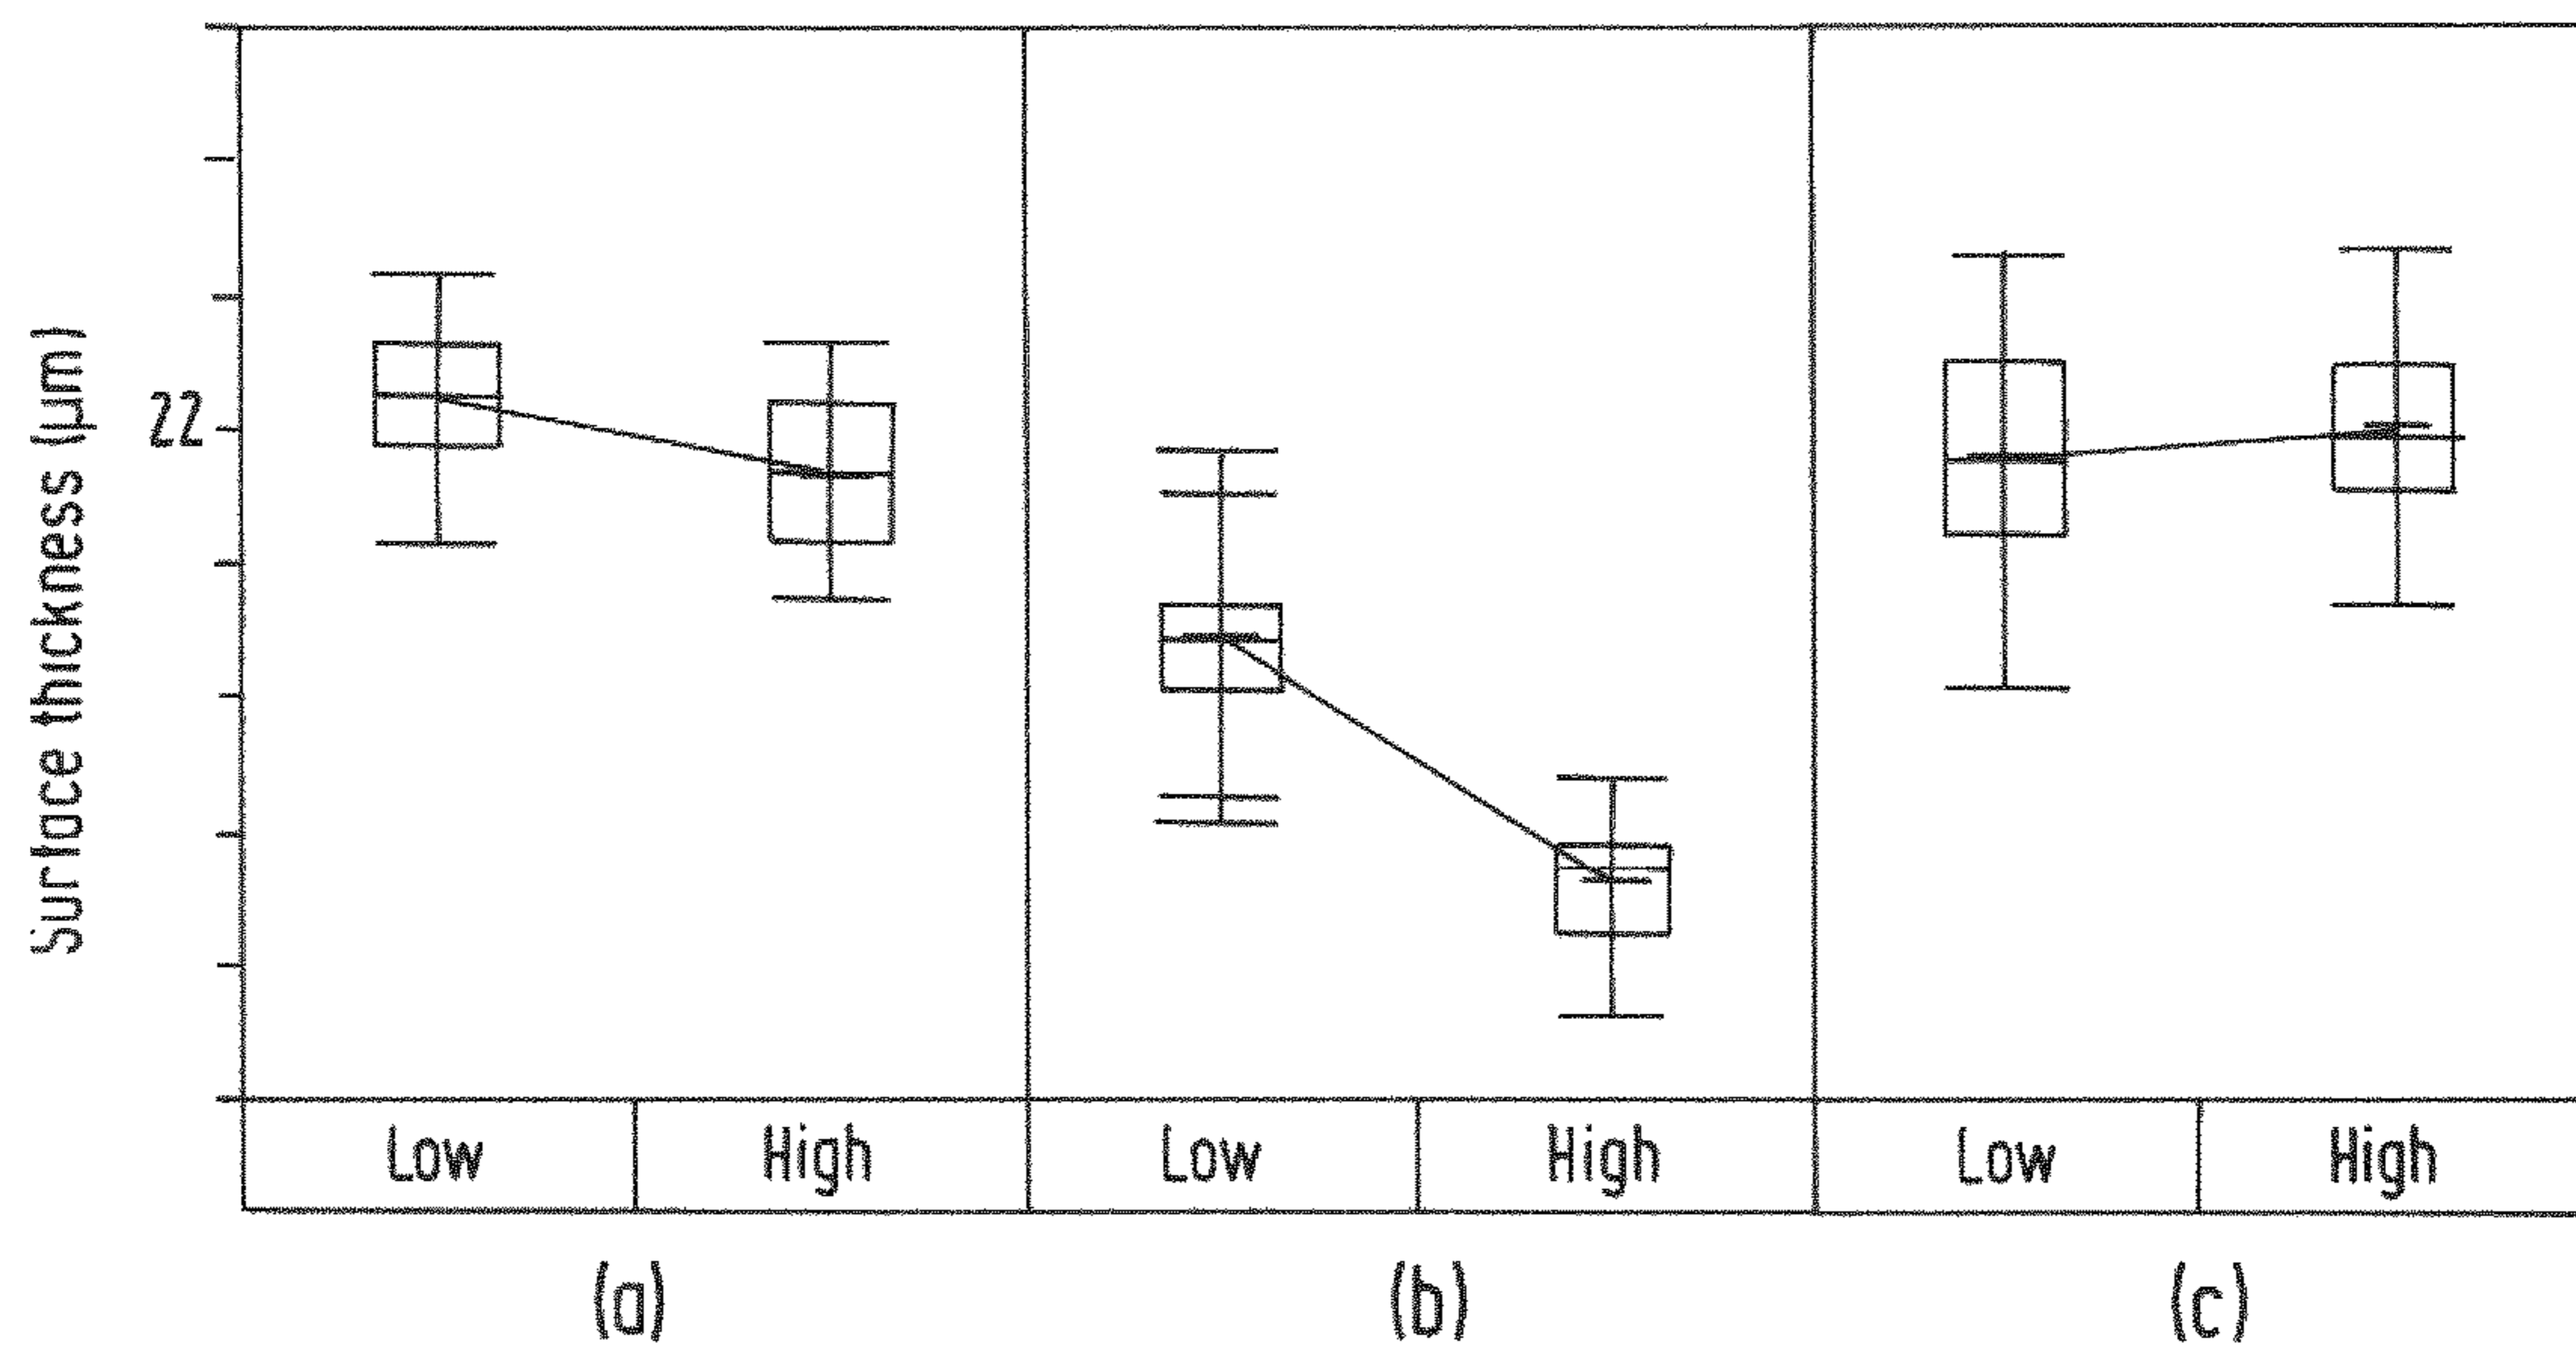 Surface thickness (µm)
22
Low High Low High Low High
(a) (b) (c)